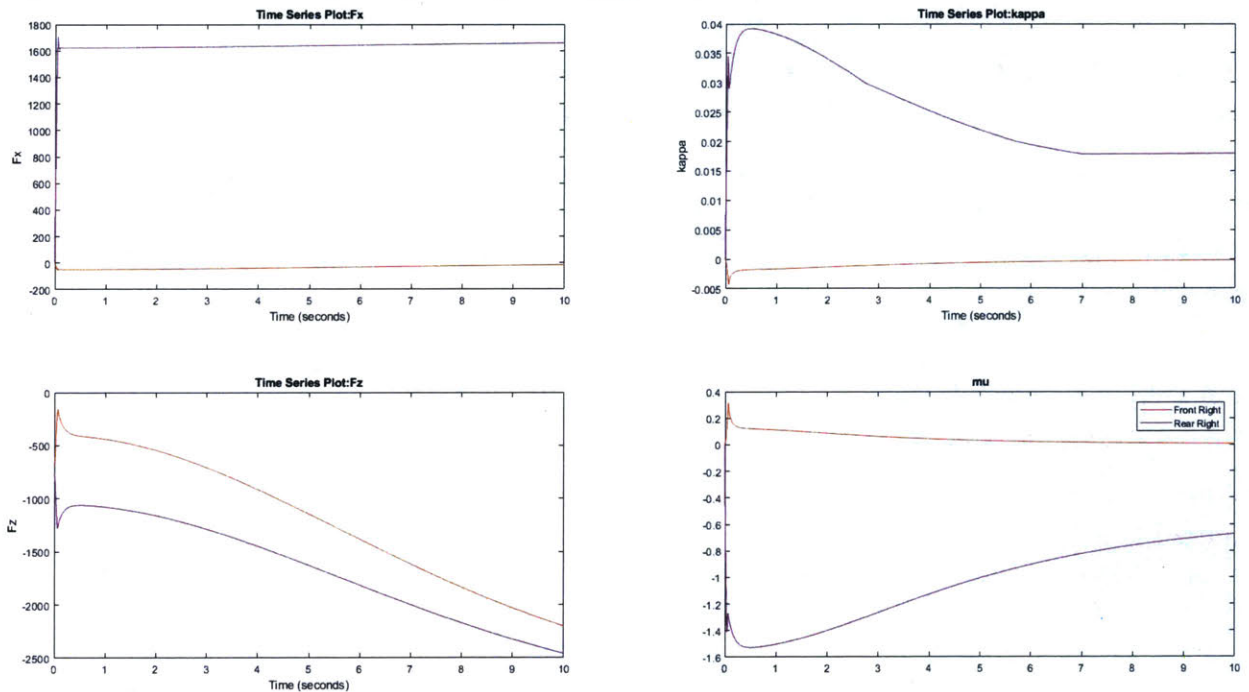 Time Series Plot:Fx
1800
1600
1400
1200
1000
800
600
400
200
0
-200
Fx
0 1 2 3 4 5 6 7 8 9 10
Time (seconds)
Time Series Plot:kappa
0.04
0.035
0.03
0.025
0.02
0.015
0.01
0.005
0
-0.005
kappa
0 1 2 3 4 5 6 7 8 9 10
Time (seconds)
Time Series Plot:Fz
0
-500
-1000
-1500
-2000
-2500
Fz
0 1 2 3 4 5 6 7 8 9 10
Time (seconds)
mu
0.4
0.2
0
-0.2
-0.4
-0.6
-0.8
-1
-1.2
-1.4
-1.6
Front Right
Rear Right
0 1 2 3 4 5 6 7 8 9 10